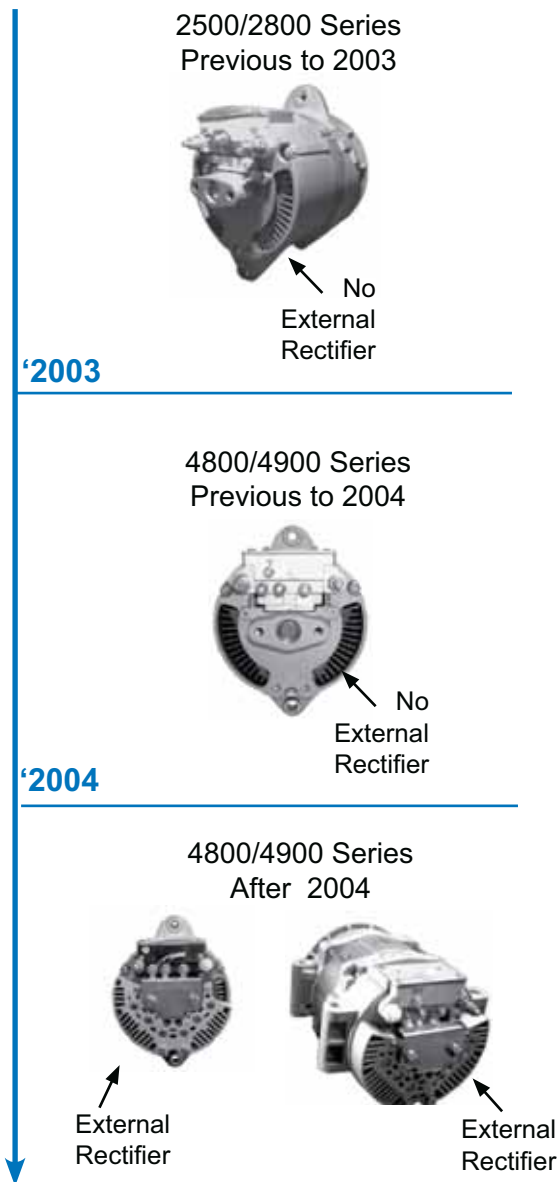 2500/2800 Series
Previous to 2003
No
External
Rectifier
‘2003
4800/4900 Series
Previous to 2004
No
External
Rectifier
‘2004
4800/4900 Series
After 2004
External
Rectifier
External
Rectifier